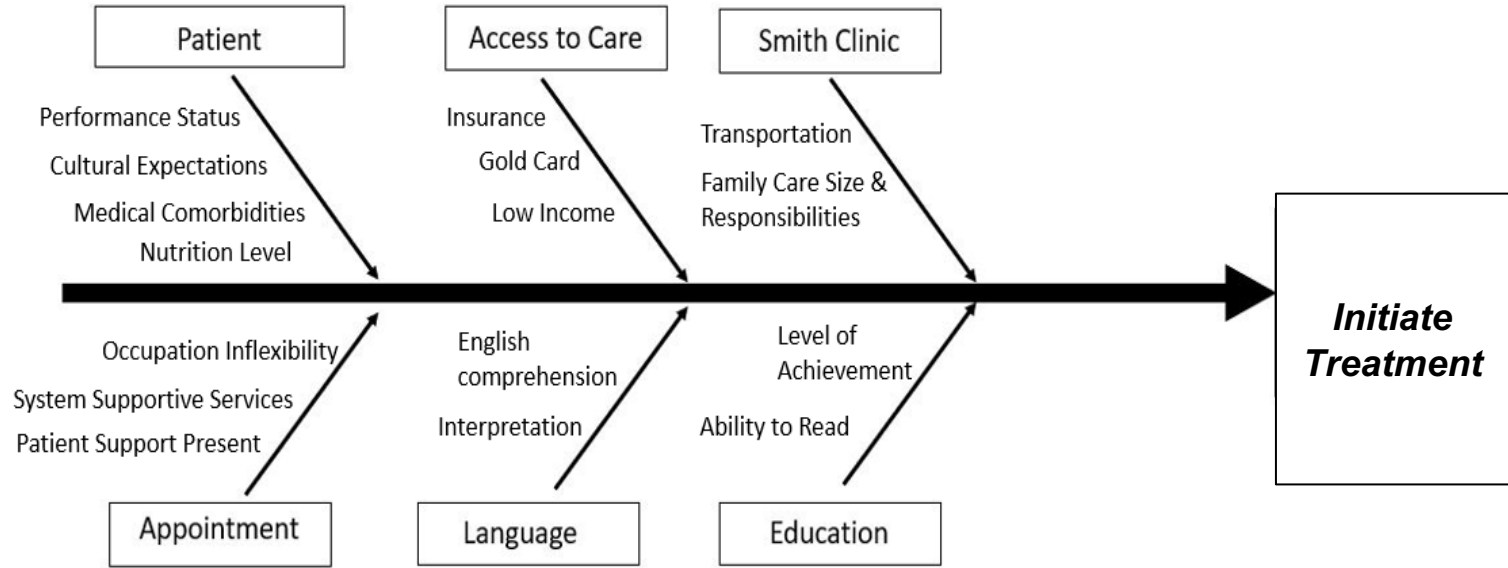 Patient
Access to Care
Smith Clinic
Performance Status
Cultural Expectations
Medical Comorbidities
Nutrition Level
Insurance
Gold Card
Low Income
Transportation
Family Care Size &
Responsibilities
Initiate
Treatment
Occupation Inflexibility
System Supportive Services
Patient Support Present
English
comprehension
Interpretation
Level of
Achievement
Ability to Read
Appointment
Language
Education